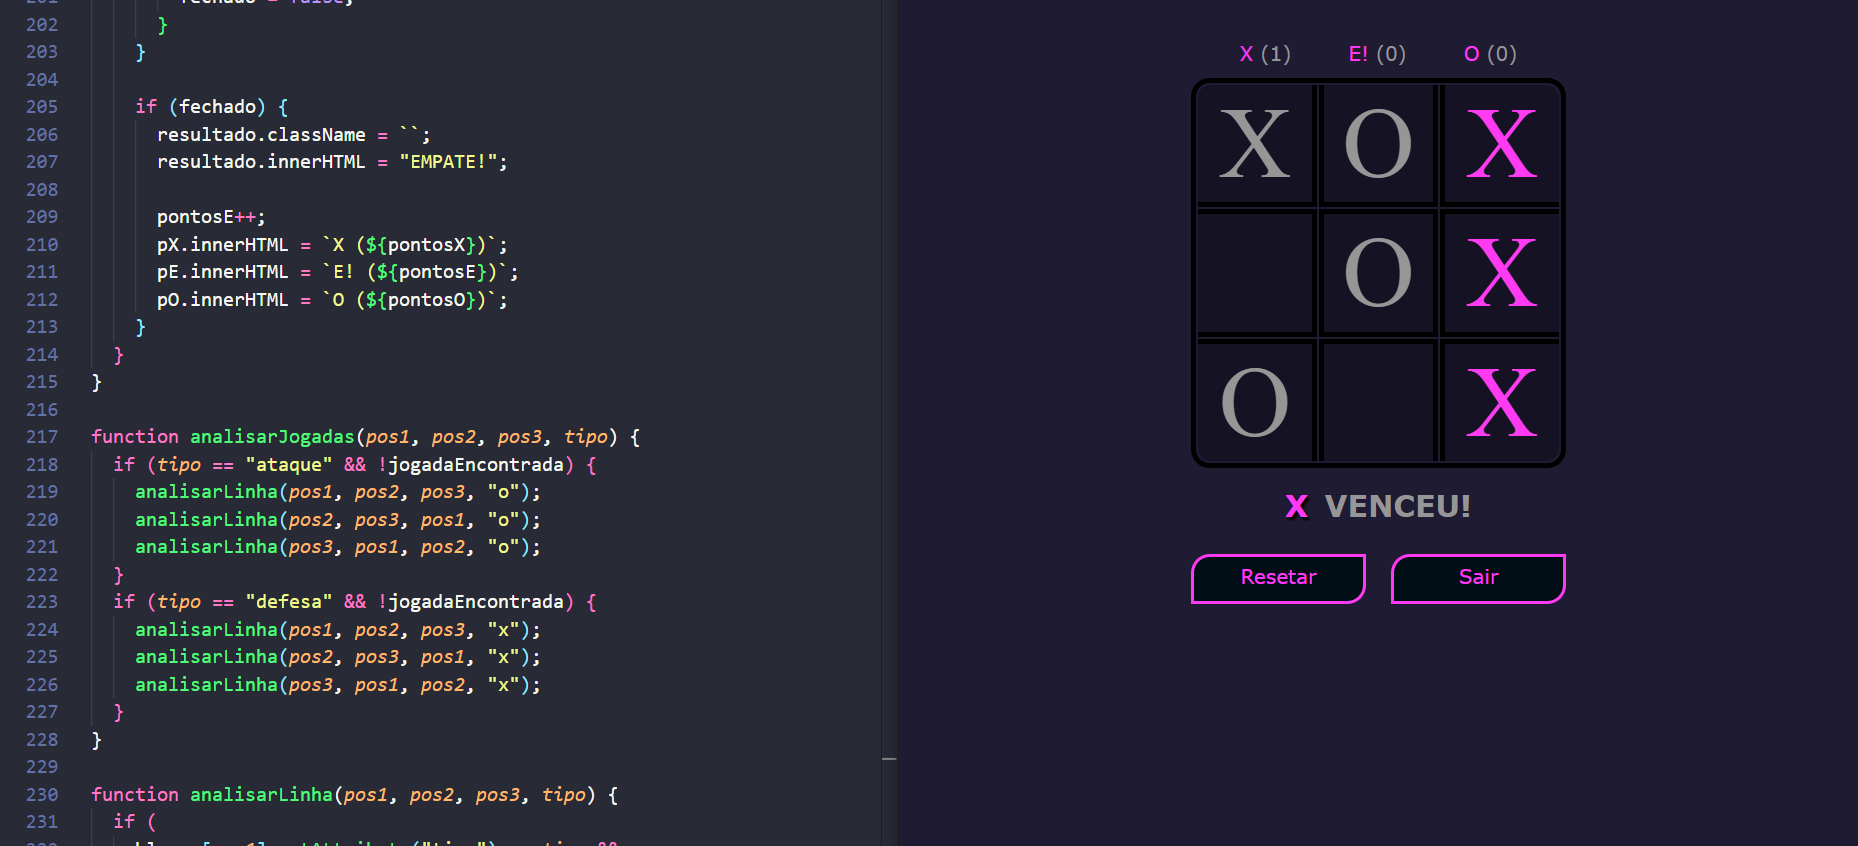 201 fechado = false;
202 }
203 }
204
205 if (fechado) {
206 resultado.className = ``;
207 resultado.innerHTML = "EMPATE!";
208
209 pontosE++;
210 pX.innerHTML = `X (${pontosX})`;
211 pE.innerHTML = `E! (${pontosE})`;
212 pO.innerHTML = `O (${pontosO})`;
213 }
214 }
215 }
216
217 function analisarJogadas(pos1, pos2, pos3, tipo) {
218 if (tipo == "ataque" && !jogadaEncontrada) {
219 analisarLinha(pos1, pos2, pos3, "o");
220 analisarLinha(pos2, pos3, pos1, "o");
221 analisarLinha(pos3, pos1, pos2, "o");
222 }
223 if (tipo == "defesa" && !jogadaEncontrada) {
224 analisarLinha(pos1, pos2, pos3, "x");
225 analisarLinha(pos2, pos3, pos1, "x");
226 analisarLinha(pos3, pos1, pos2, "x");
227 }
228 }
229
230 function analisarLinha(pos1, pos2, pos3, tipo) {
231 if (
X (1) E! (0) O (0)
X O X
O X
O X
X VENCEU!
Resetar Sair